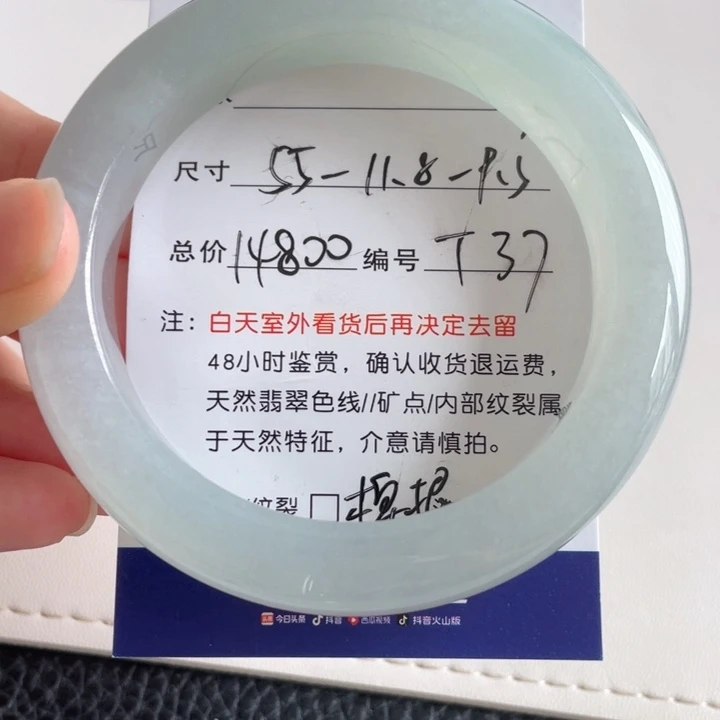 尺寸 55-11.8-9.5
总价 14800 编号 T37
注：白天室外看货后再决定去留
48小时鉴赏，确认收货退运费，
天然翡翠色线//矿点/内部纹裂属
于天然特征，介意请慎拍。
纹裂 □
今日头条 抖音 西瓜视频 抖音火山版